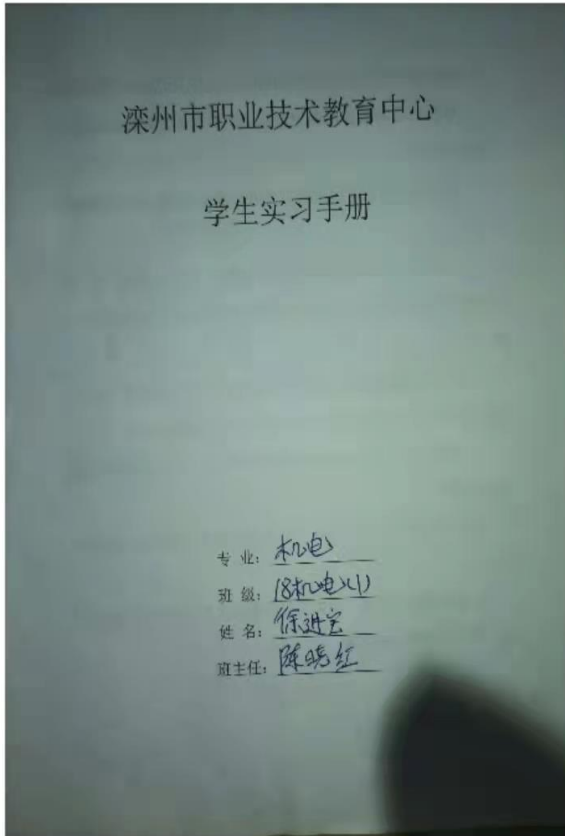 滦州市职业技术教育中心
学生实习手册
专 业：机电
班 级：18机电(1)
姓 名：徐进宝
班主任：陈晓红